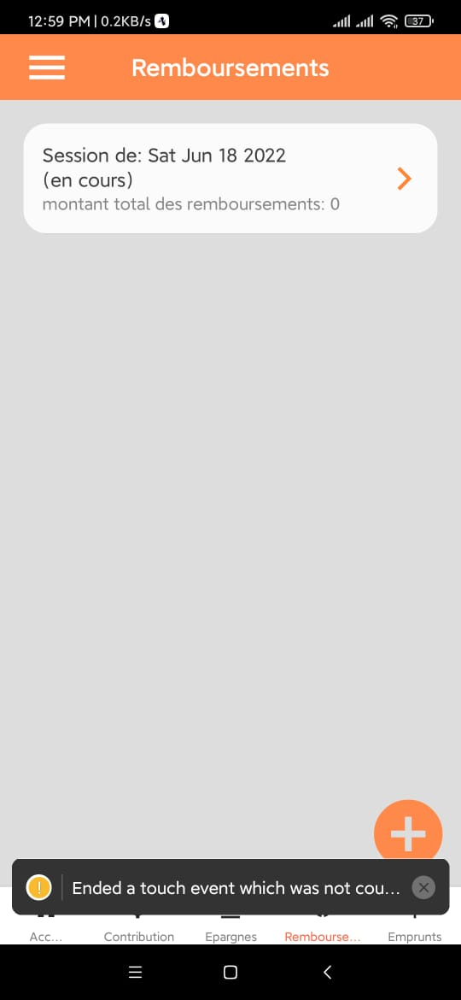 12:59 PM | 0.2KB/s
37
Remboursements
Session de: Sat Jun 18 2022
(en cours)
montant total des remboursements: 0
Ended a touch event which was not cou...
Acc... Contribution Epargnes Rembourse... Emprunts